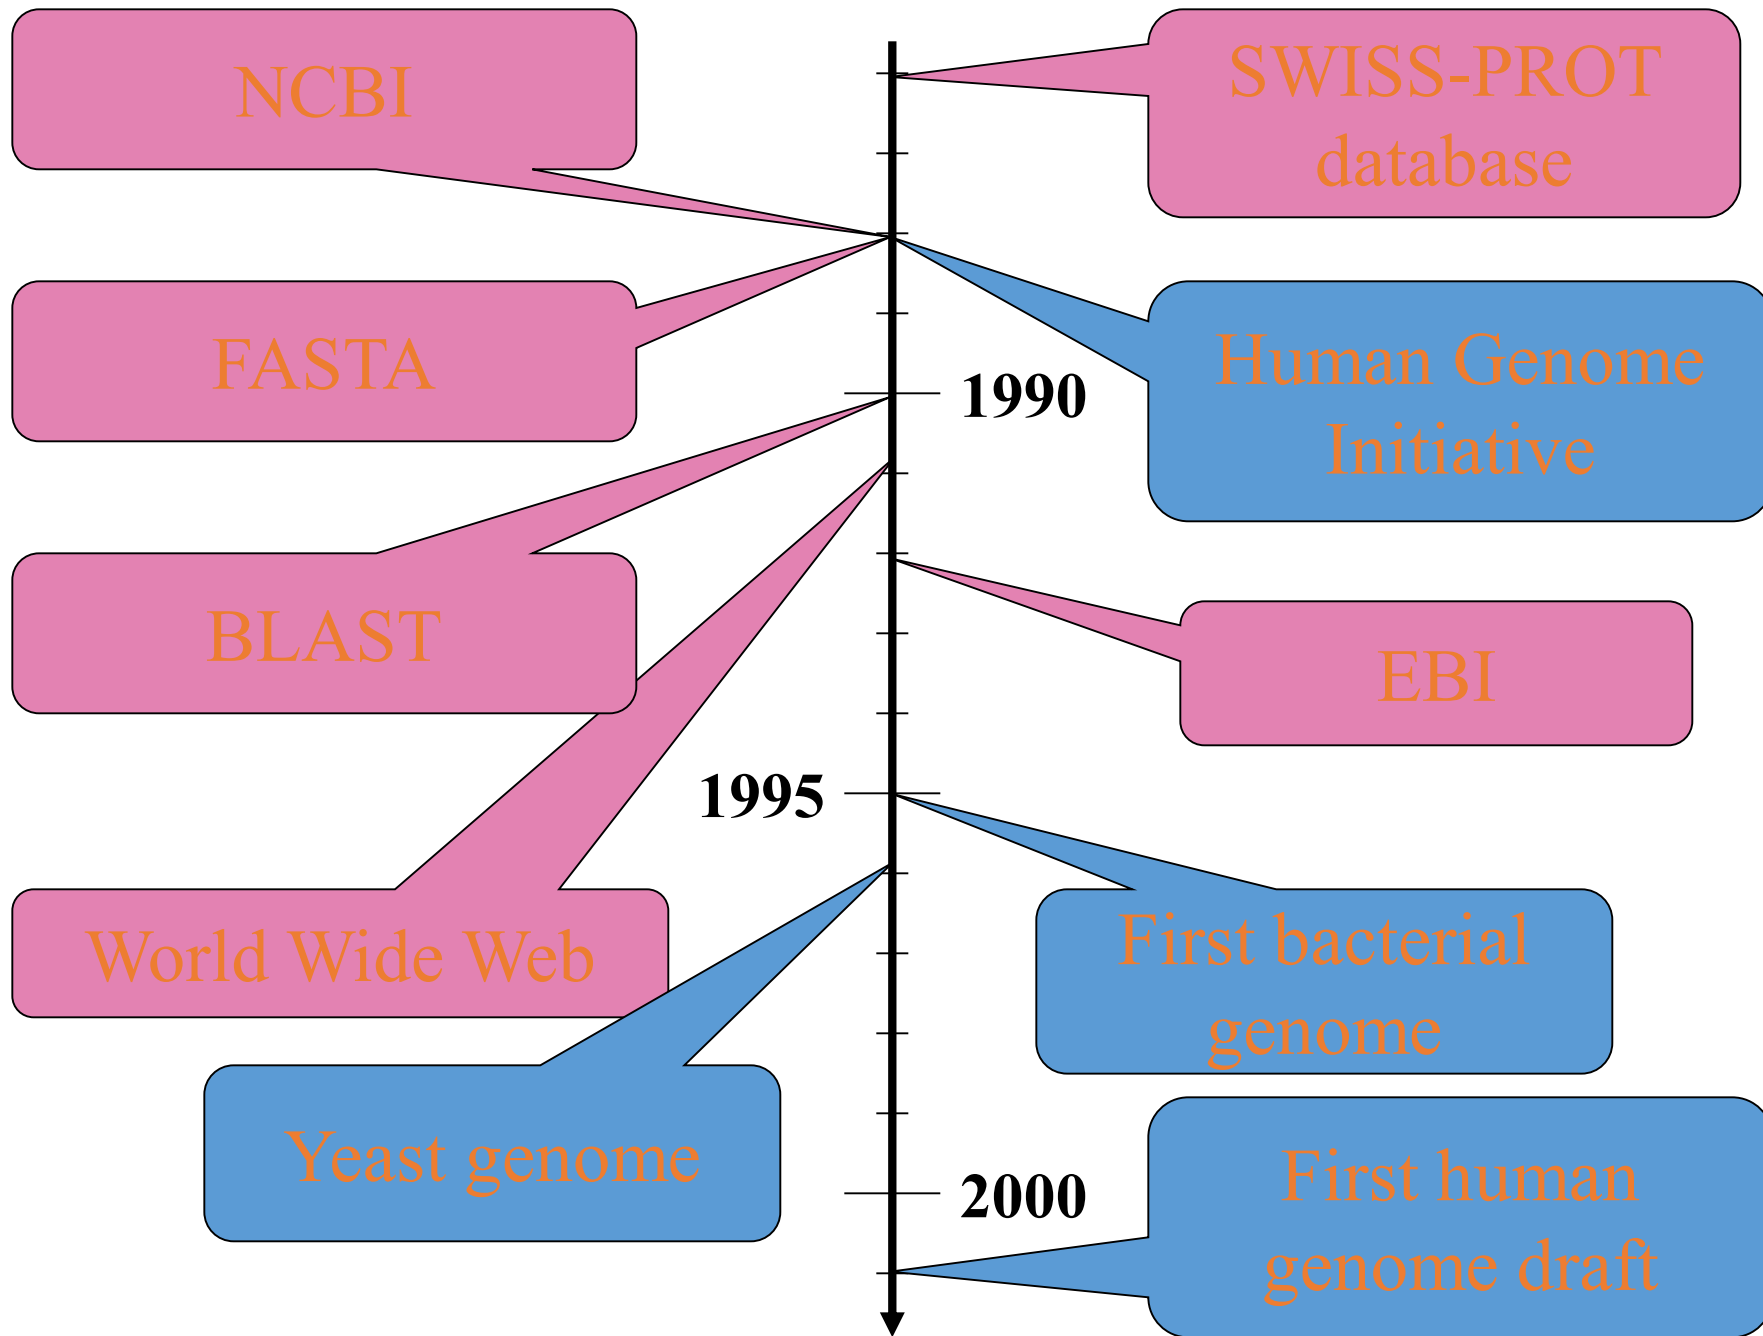 NCBI
SWISS-PROT
database
FASTA
Human Genome
Initiative
1990
BLAST
EBI
1995
World Wide Web
First bacterial
genome
Yeast genome
2000
First human
genome draft